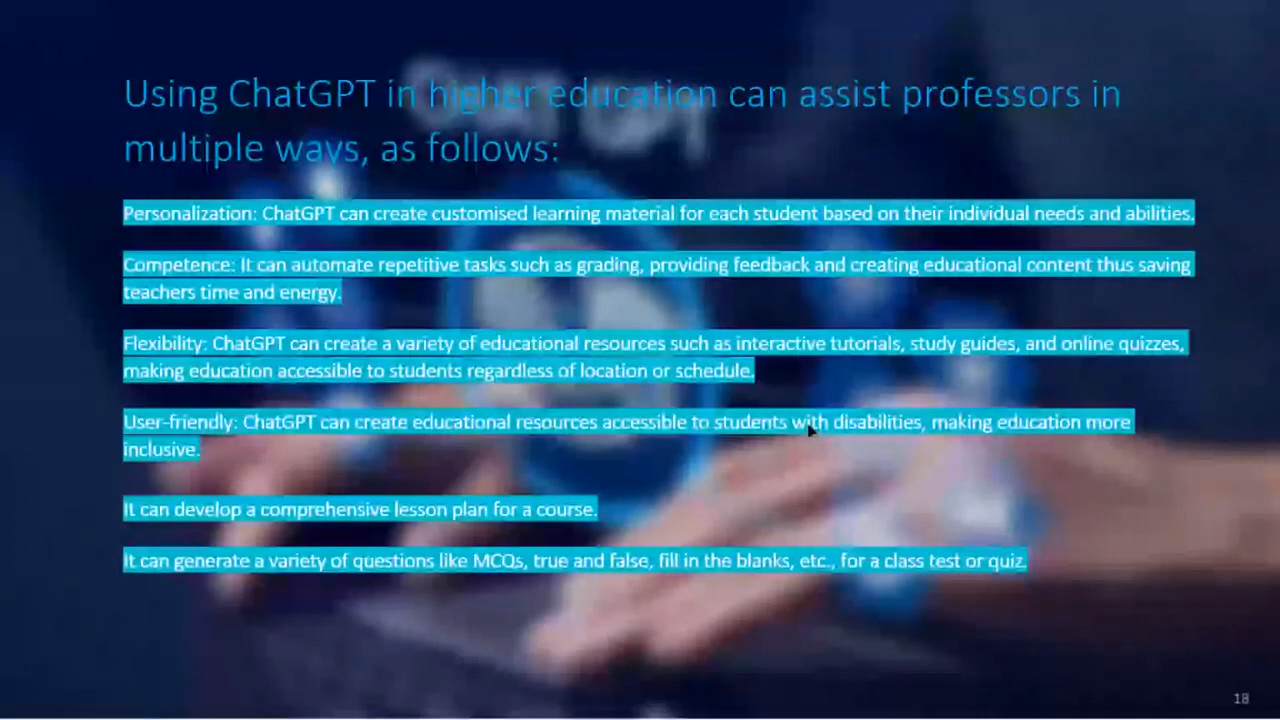 Using ChatGPT in higher education can assist professors in
multiple ways, as follows:
Personalization: ChatGPT can create customised learning material for each student based on their individual needs and abilities.
Competence: It can automate repetitive tasks such as grading, providing feedback and creating educational content thus saving
teachers time and energy.
Flexibility: ChatGPT can create a variety of educational resources such as interactive tutorials, study guides, and online quizzes,
making education accessible to students regardless of location or schedule.
User-friendly: ChatGPT can create educational resources accessible to students with disabilities, making education more
inclusive.
It can develop a comprehensive lesson plan for a course.
It can generate a variety of questions like MCQs, true and false, fill in the blanks, etc., for a class test or quiz.
CHAT GPT
18